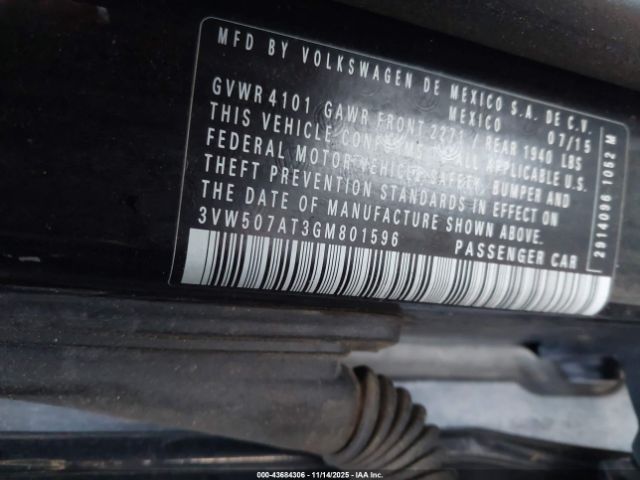 MFD BY VOLKSWAGEN DE MEXICO S.A. DE C.V.
MEXICO 07/15
GVWR 4101 / GAWR FRONT 2271 / REAR 1940 LBS
THIS VEHICLE CONFORMS ALL APPLICABLE U.S.
FEDERAL MOTOR VEHICLE SAFETY, BUMPER AND
THEFT PREVENTION STANDARDS IN EFFECT ON
THE DATE OF MANUFACTURE SHOWN ABOVE.
3VW507AT3GM801596 PASSENGER CAR
2914096 1062 M
000-43684306 - 11/14/2025 - IAA Inc.